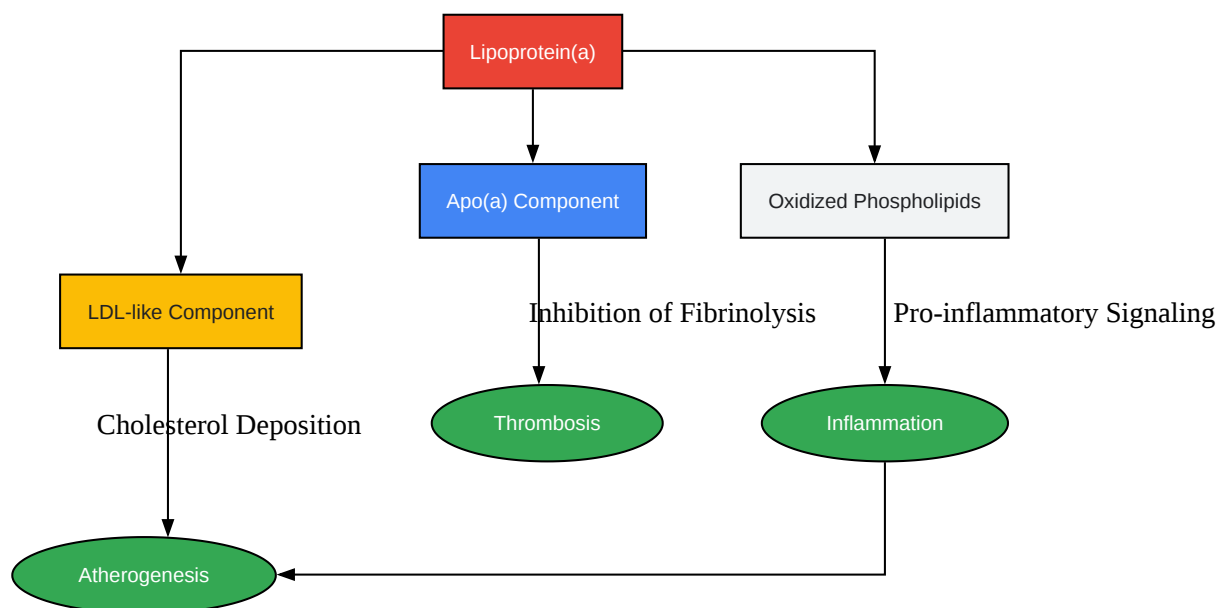 Lipoprotein(a)
Apo(a) Component
Oxidized Phospholipids
LDL-like Component
Inhibition of Fibrinolysis
Pro-inflammatory Signaling
Cholesterol Deposition
Thrombosis
Inflammation
Atherogenesis